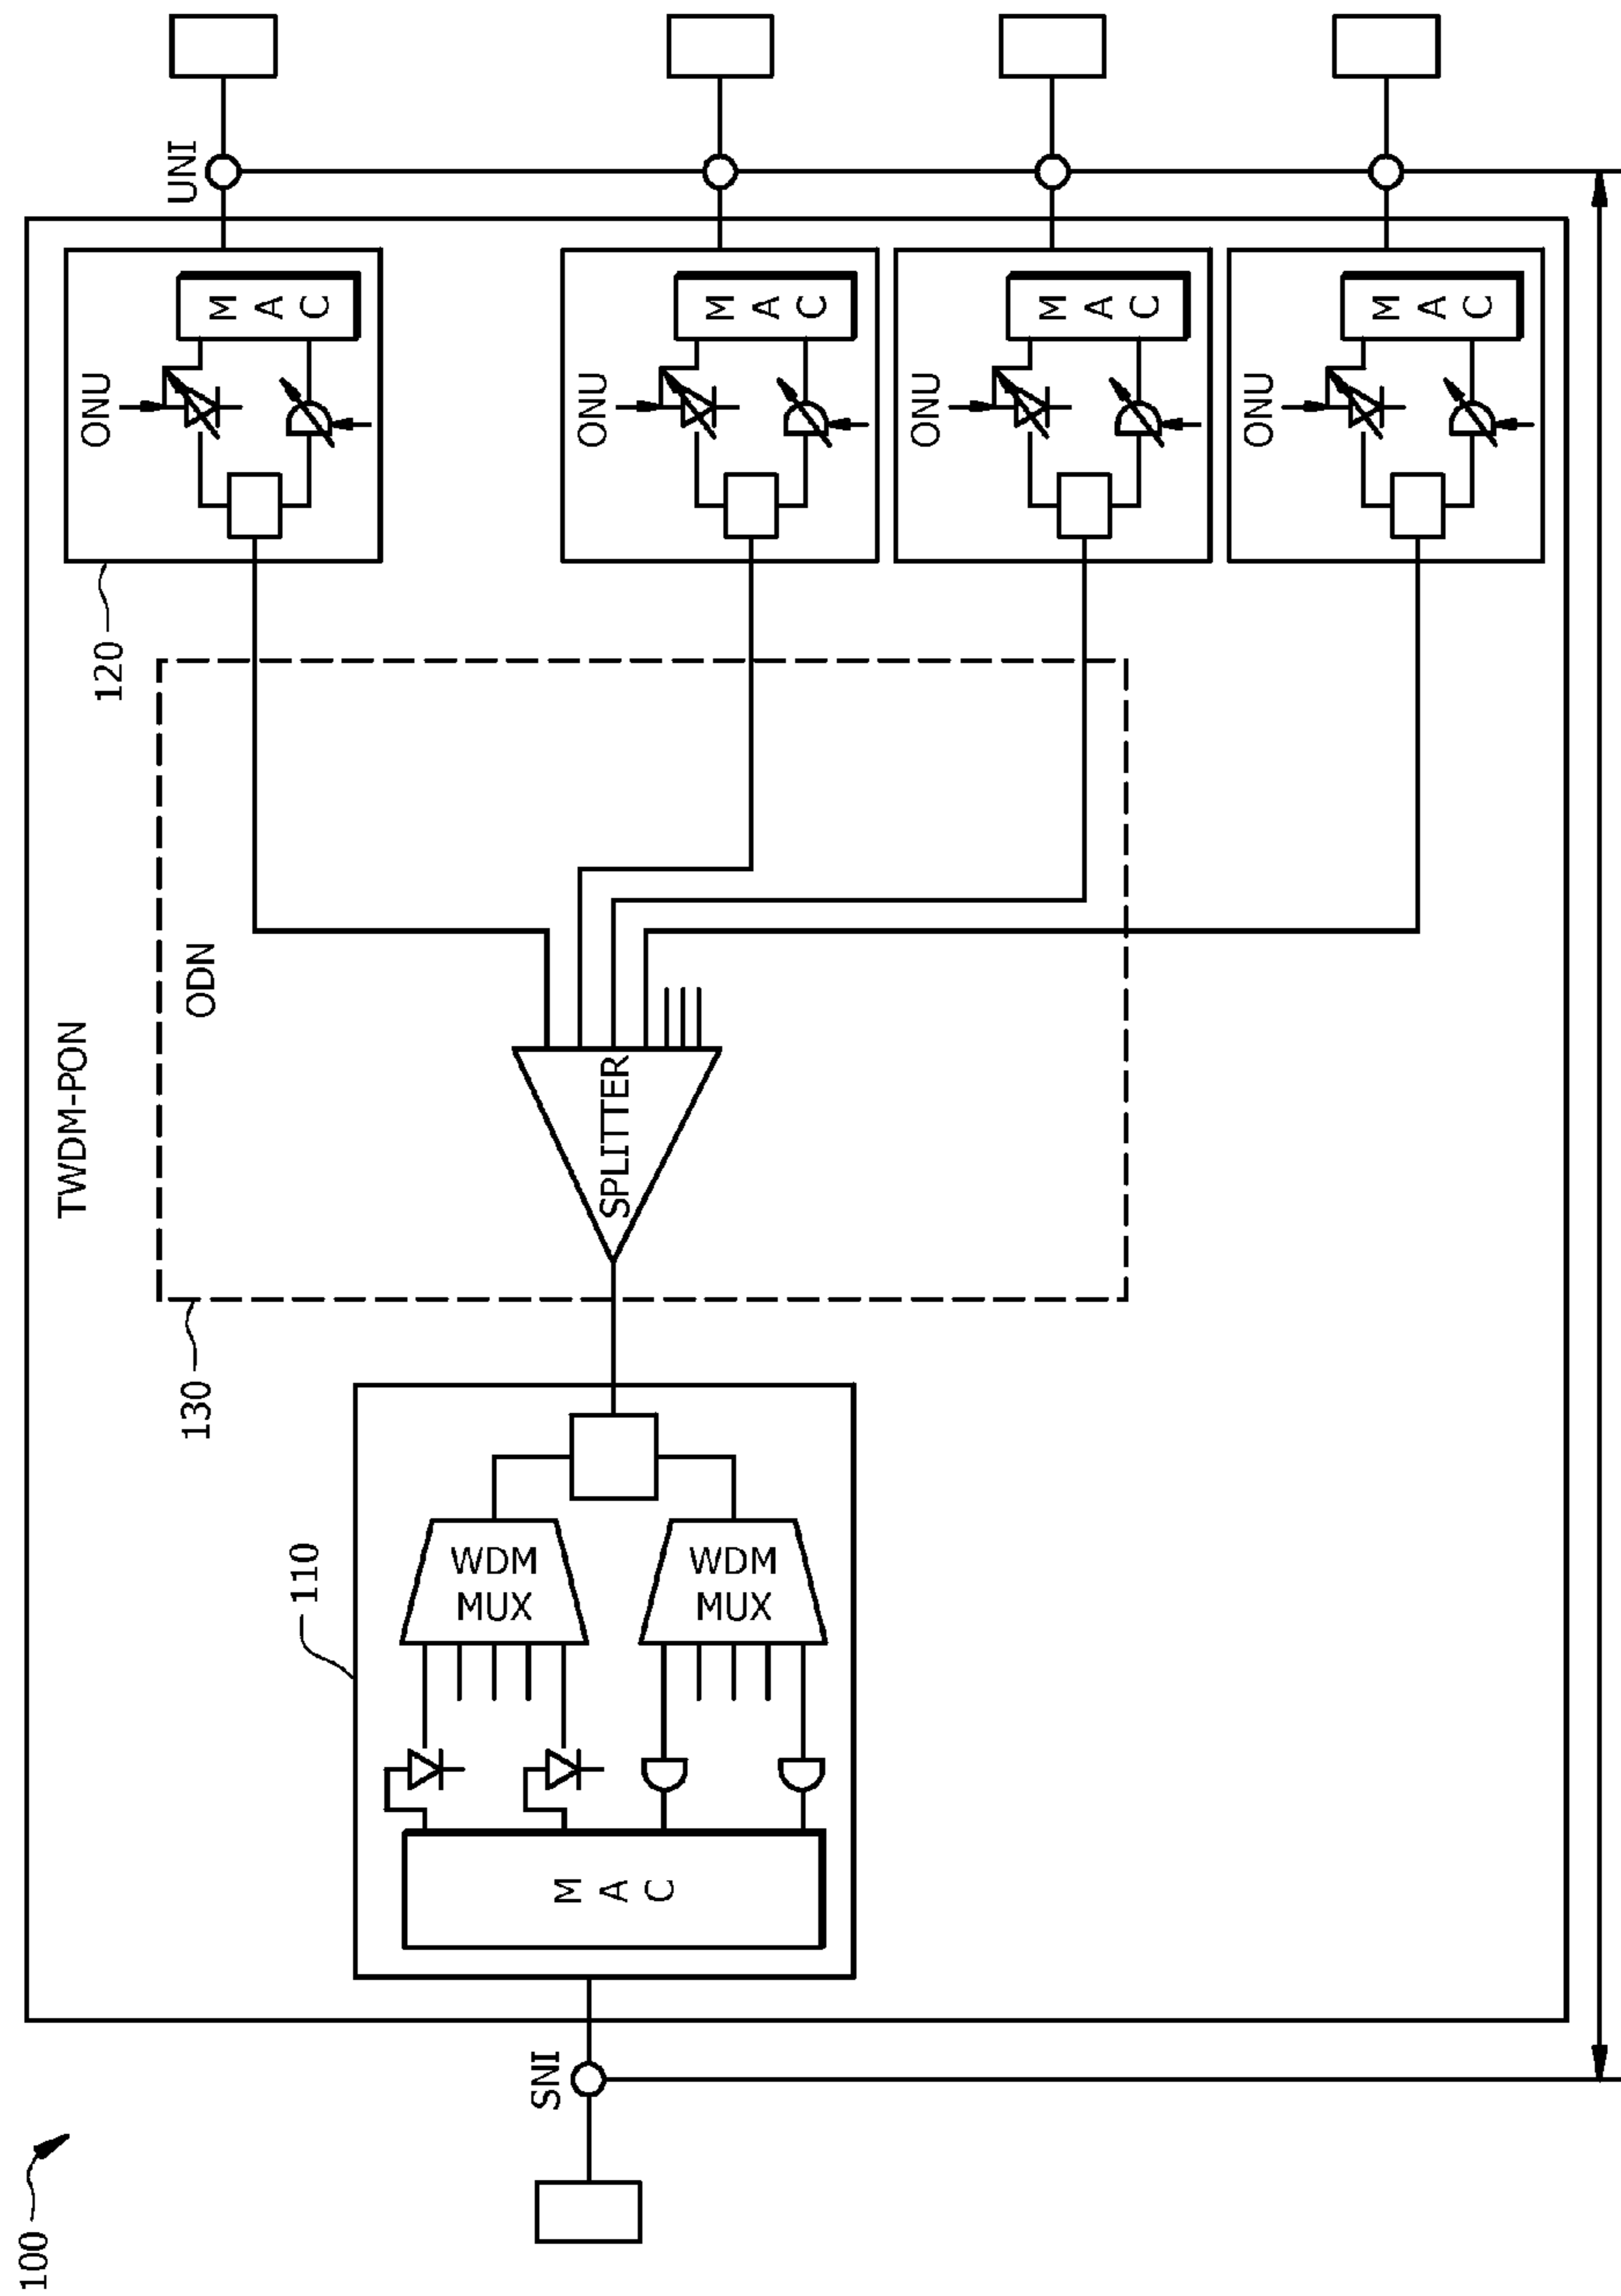 100
TWDM-PON
SNI
110
M
A
C
WDM
MUX
WDM
MUX
130
ODN
SPLITTER
120
ONU
M
A
C
ONU
M
A
C
ONU
M
A
C
ONU
M
A
C
UNI